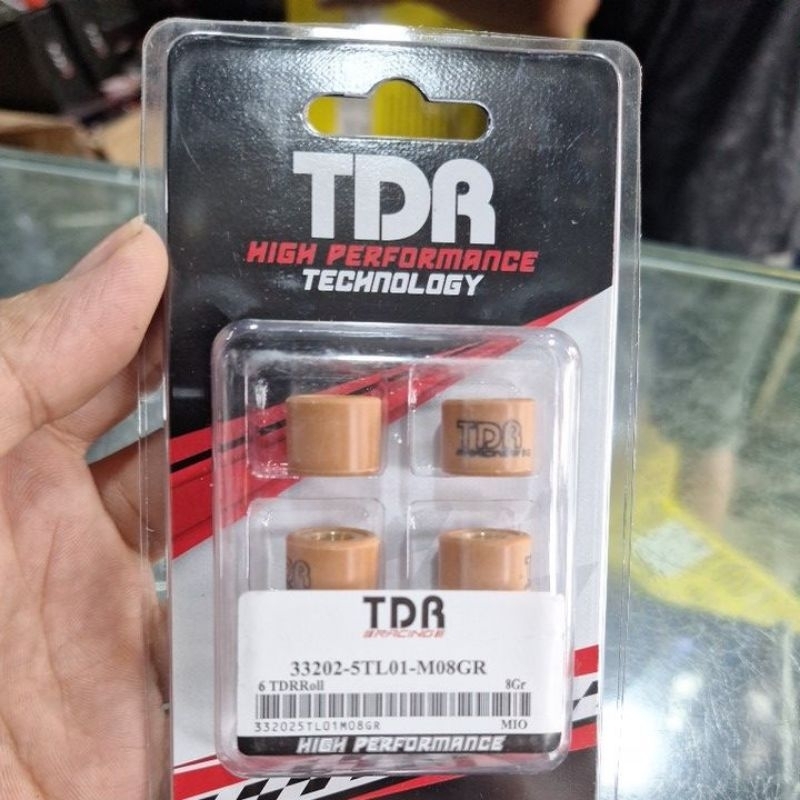 TDR
HIGH PERFORMANCE
TECHNOLOGY
TDR
TDR
RACING
33202-5TL01-M08GR
6 TDRRoll 8Gr
332025TL01M08GR MIO
HIGH PERFORMANCE